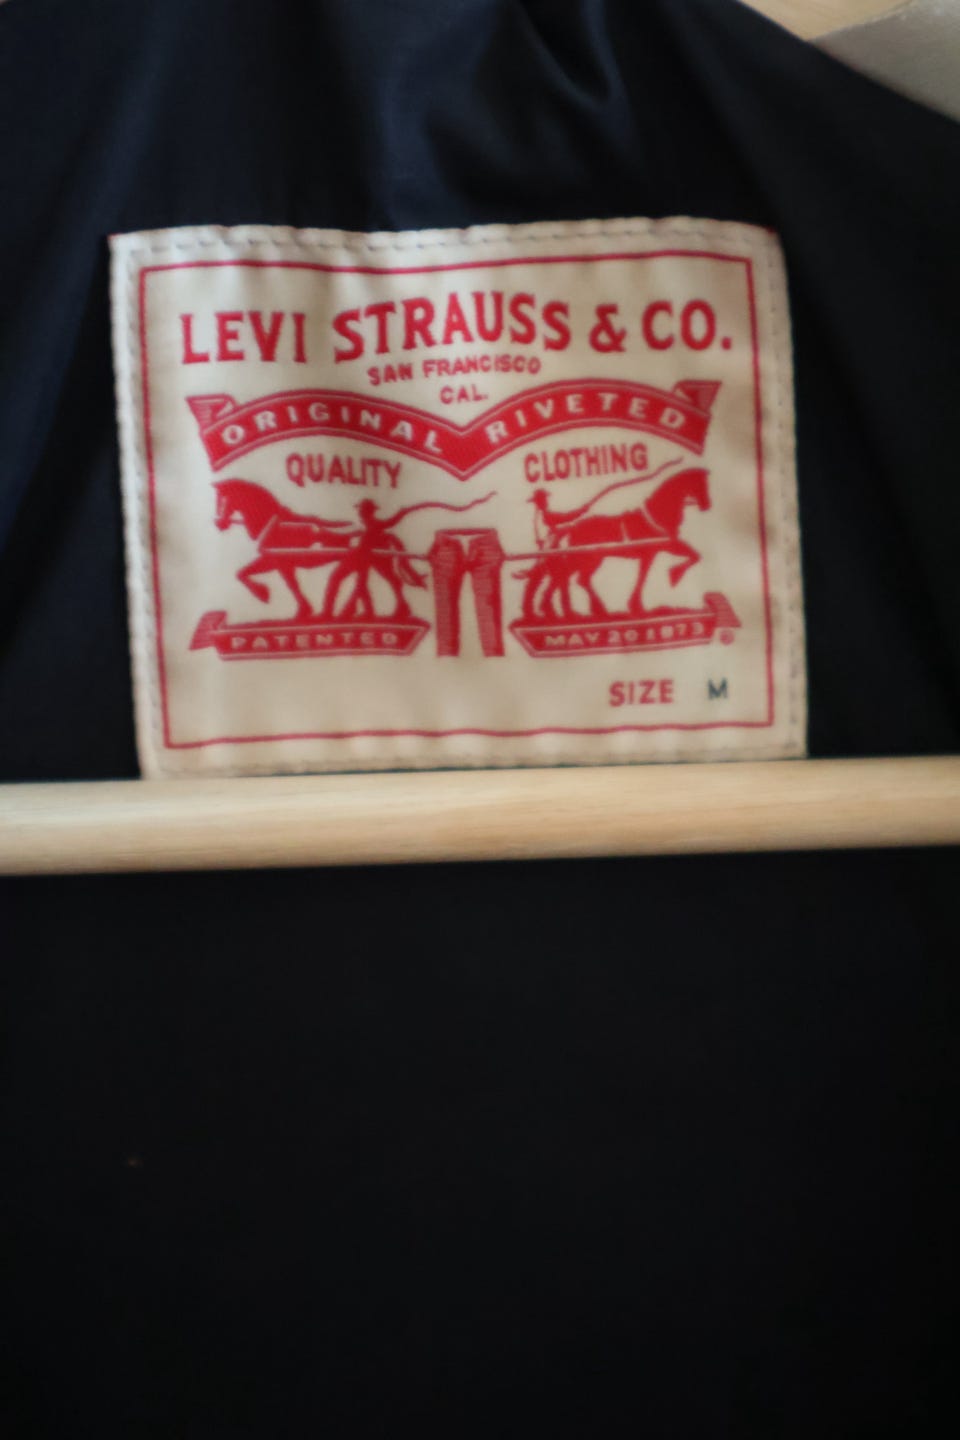 LEVI STRAUSS & CO.
SAN FRANCISCO
CAL.
ORIGINAL RIVETED
QUALITY CLOTHING
PATENTED MAY 20 1873 ®
SIZE M